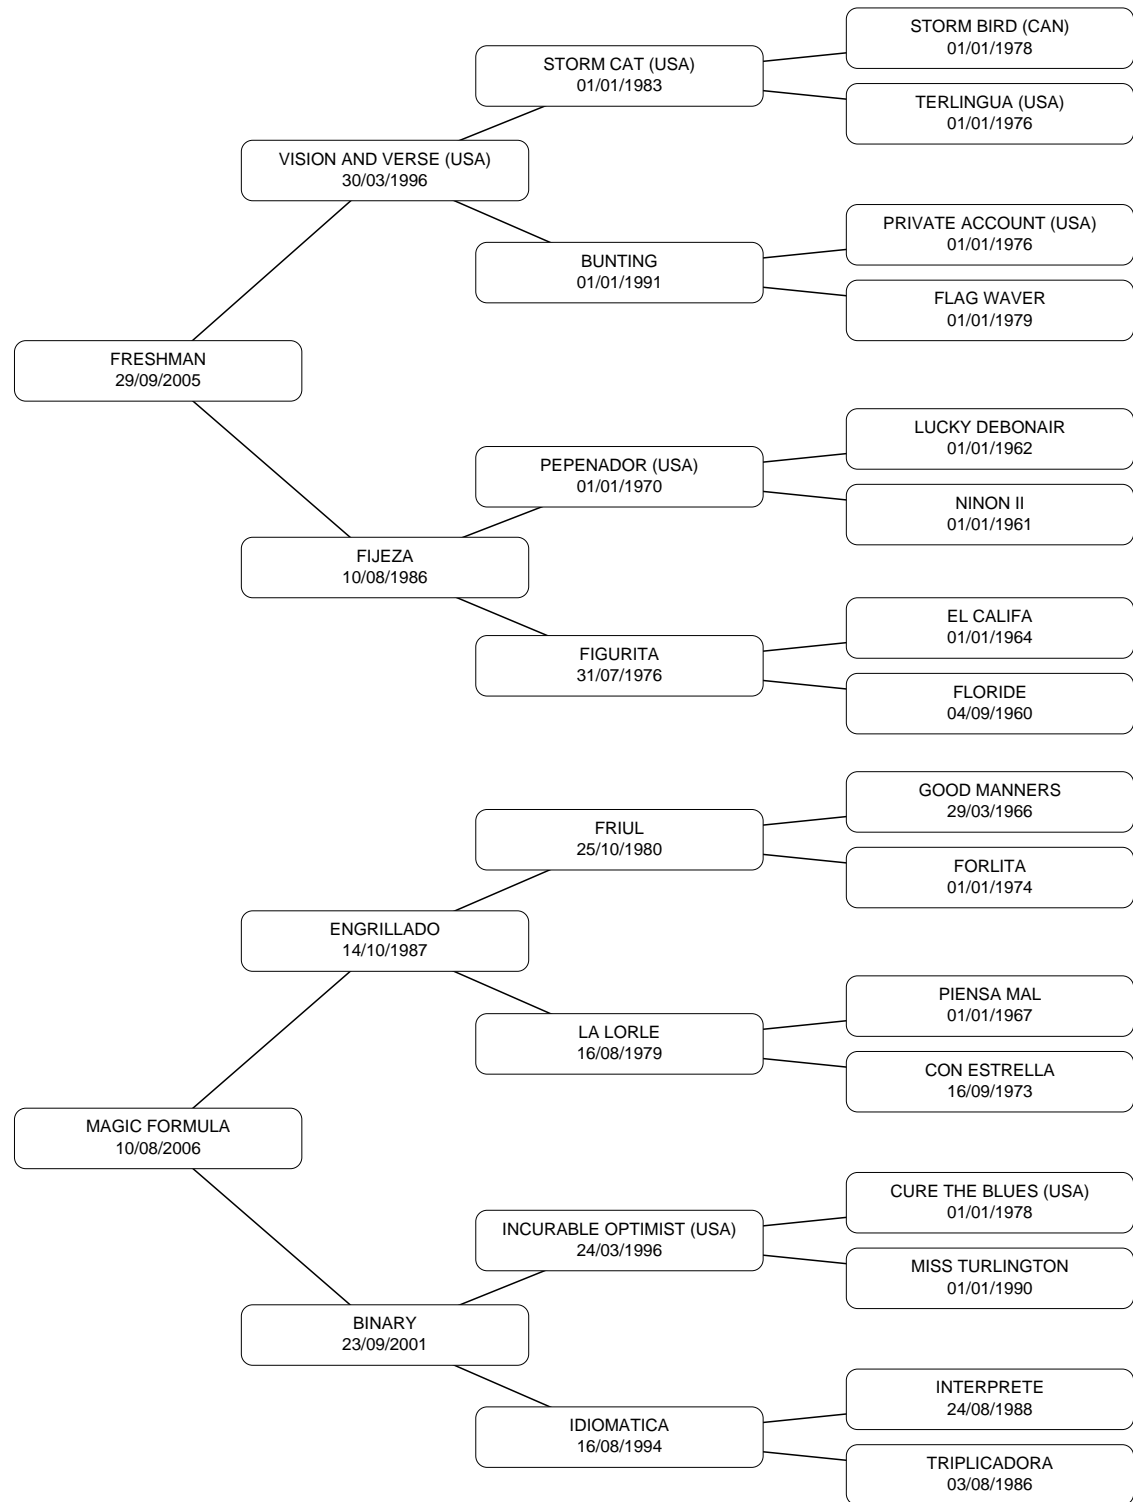 STORM BIRD (CAN)
01/01/1978
STORM CAT (USA)
01/01/1983
TERLINGUA (USA)
01/01/1976
VISION AND VERSE (USA)
30/03/1996
PRIVATE ACCOUNT (USA)
01/01/1976
BUNTING
01/01/1991
FLAG WAVER
01/01/1979
FRESHMAN
29/09/2005
LUCKY DEBONAIR
01/01/1962
PEPENADOR (USA)
01/01/1970
NINON II
01/01/1961
FIJEZA
10/08/1986
EL CALIFA
01/01/1964
FIGURITA
31/07/1976
FLORIDE
04/09/1960
GOOD MANNERS
29/03/1966
FRIUL
25/10/1980
FORLITA
01/01/1974
ENGRILLADO
14/10/1987
PIENSA MAL
01/01/1967
LA LORLE
16/08/1979
CON ESTRELLA
16/09/1973
MAGIC FORMULA
10/08/2006
CURE THE BLUES (USA)
01/01/1978
INCURABLE OPTIMIST (USA)
24/03/1996
MISS TURLINGTON
01/01/1990
BINARY
23/09/2001
INTERPRETE
24/08/1988
IDIOMATICA
16/08/1994
TRIPLICADORA
03/08/1986